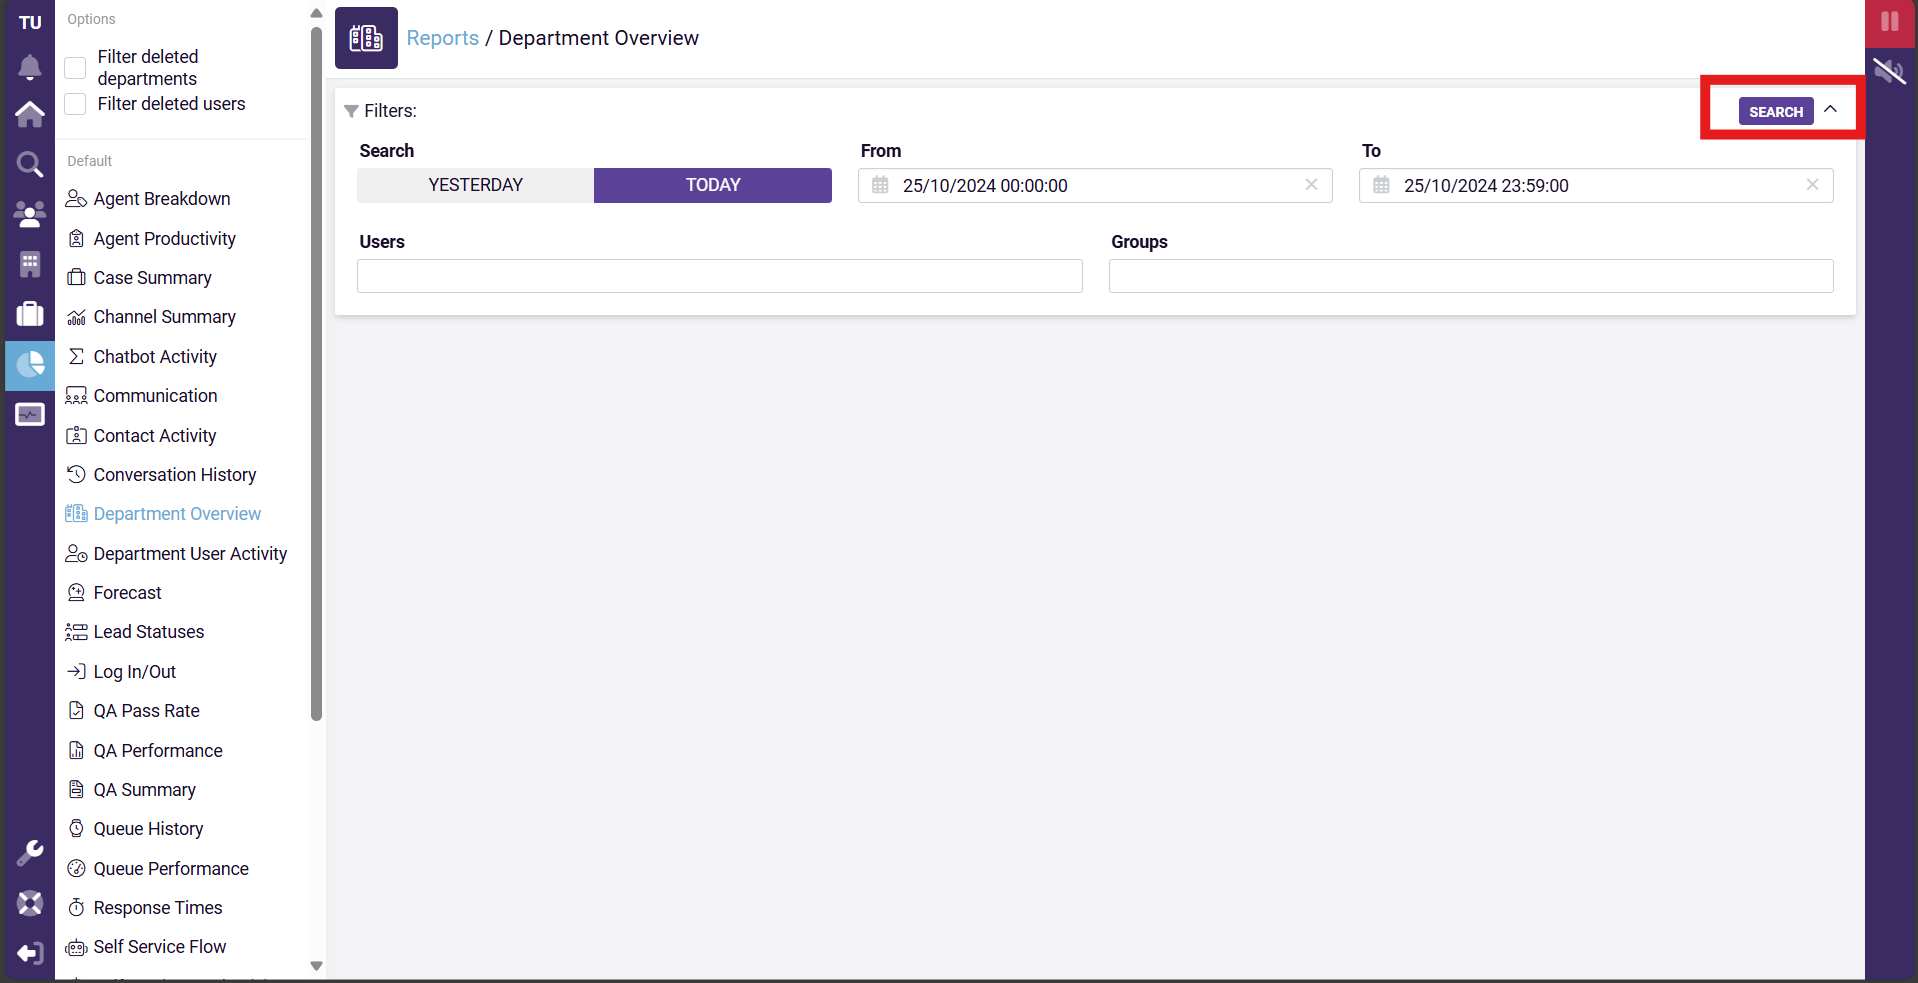 TU
Options
Filter deleted
departments
Filter deleted users
Default
Agent Breakdown
Agent Productivity
Case Summary
Channel Summary
Chatbot Activity
Communication
Contact Activity
Conversation History
Department Overview
Department User Activity
Forecast
Lead Statuses
Log In/Out
QA Pass Rate
QA Performance
QA Summary
Queue History
Queue Performance
Response Times
Self Service Flow
Reports / Department Overview
Filters:
SEARCH
Search
From
To
YESTERDAY
TODAY
25/10/2024 00:00:00
25/10/2024 23:59:00
Users
Groups